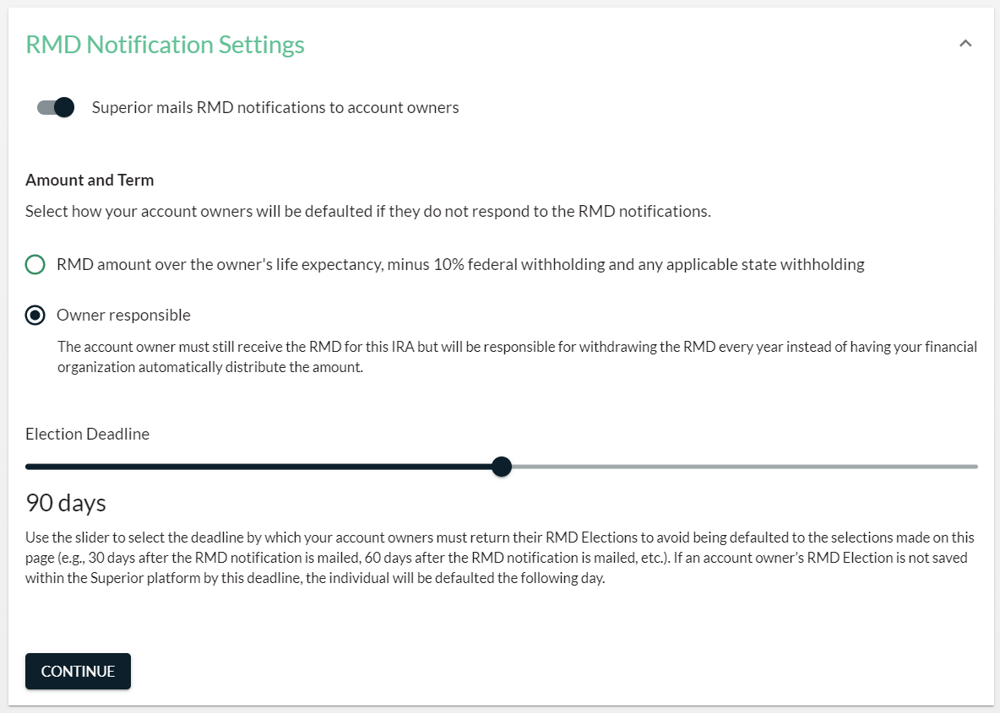 RMD Notification Settings
Superior mails RMD notifications to account owners
Amount and Term
Select how your account owners will be defaulted if they do not respond to the RMD notifications.
RMD amount over the owner's life expectancy, minus 10% federal withholding and any applicable state withholding
Owner responsible
The account owner must still receive the RMD for this IRA but will be responsible for withdrawing the RMD every year instead of having your financial
organization automatically distribute the amount.
Election Deadline
90 days
Use the slider to select the deadline by which your account owners must return their RMD Elections to avoid being defaulted to the selections made on this
page (e.g., 30 days after the RMD notification is mailed, 60 days after the RMD notification is mailed, etc.). If an account owner’s RMD Election is not saved
within the Superior platform by this deadline, the individual will be defaulted the following day.
CONTINUE